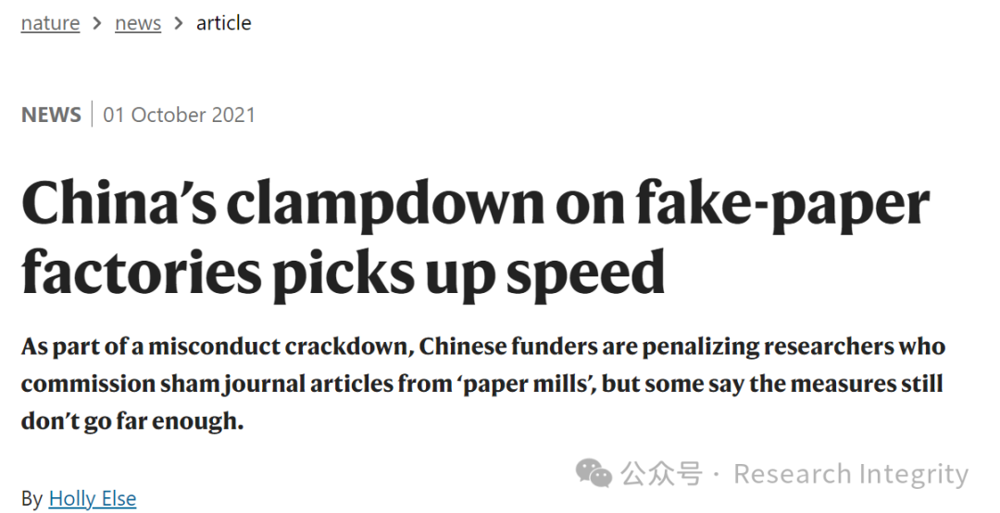 nature > news > article
NEWS | 01 October 2021
China’s clampdown on fake-paper
factories picks up speed
As part of a misconduct crackdown, Chinese funders are penalizing researchers who
commission sham journal articles from ‘paper mills’, but some say the measures still
don’t go far enough.
公众号 · Research Integrity
By Holly Else